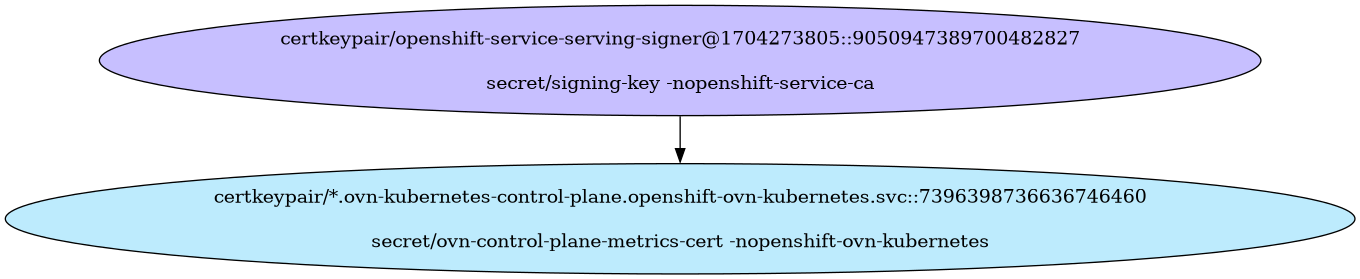 certkeypair/openshift-service-serving-signer@1704273805::9050947389700482827
secret/signing-key -nopenshift-service-ca
certkeypair/*.ovn-kubernetes-control-plane.openshift-ovn-kubernetes.svc::7396398736636746460
secret/ovn-control-plane-metrics-cert -nopenshift-ovn-kubernetes